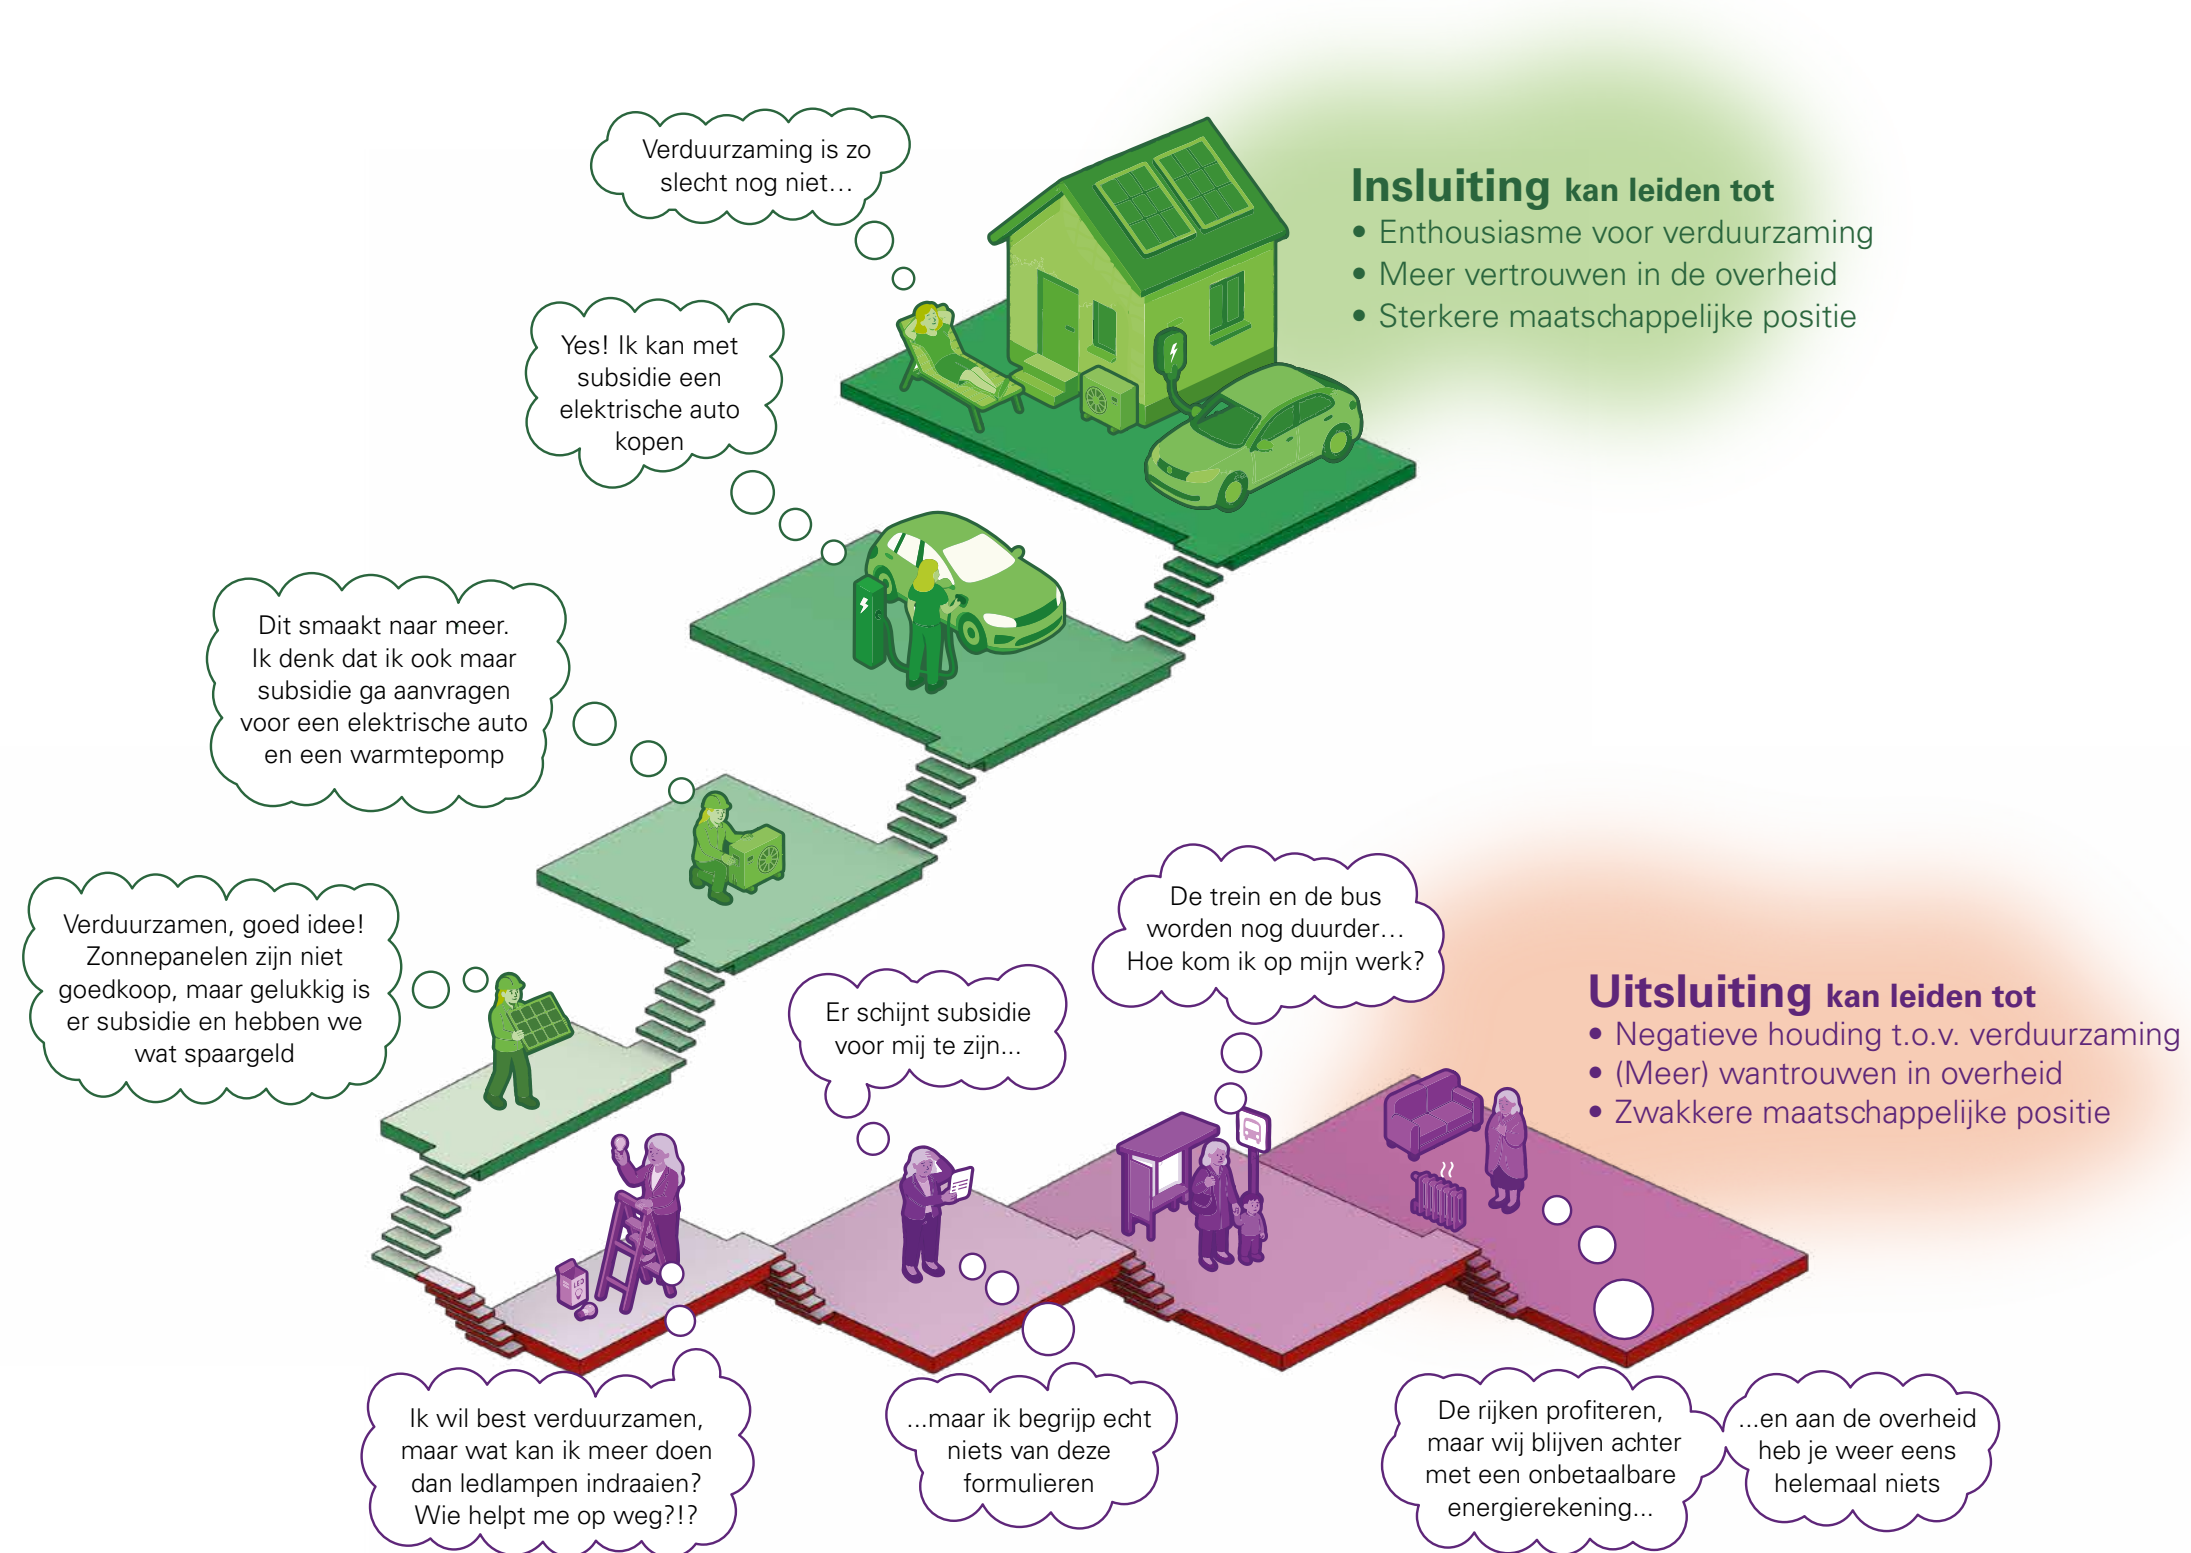 Verduurzaming is zo
slecht nog niet…
Insluiting kan leiden tot
• Enthousiasme voor verduurzaming
• Meer vertrouwen in de overheid
• Sterkere maatschappelijke positie
Yes! Ik kan met
subsidie een
elektrische auto
kopen
Dit smaakt naar meer.
Ik denk dat ik ook maar
subsidie ga aanvragen
voor een elektrische auto
en een warmtepomp
Verduurzamen, goed idee!
Zonnepanelen zijn niet
goedkoop, maar gelukkig is
er subsidie en hebben we
wat spaargeld
De trein en de bus
worden nog duurder…
Hoe kom ik op mijn werk?
Er schijnt subsidie
voor mij te zijn...
Uitsluiting kan leiden tot
• Negatieve houding t.o.v. verduurzaming
• (Meer) wantrouwen in overheid
• Zwakkere maatschappelijke positie
LED
Ik wil best verduurzamen,
maar wat kan ik meer doen
dan ledlampen indraaien?
Wie helpt me op weg?!?
...maar ik begrijp echt
niets van deze
formulieren
De rijken profiteren,
maar wij blijven achter
met een onbetaalbare
energierekening...
...en aan de overheid
heb je weer eens
helemaal niets